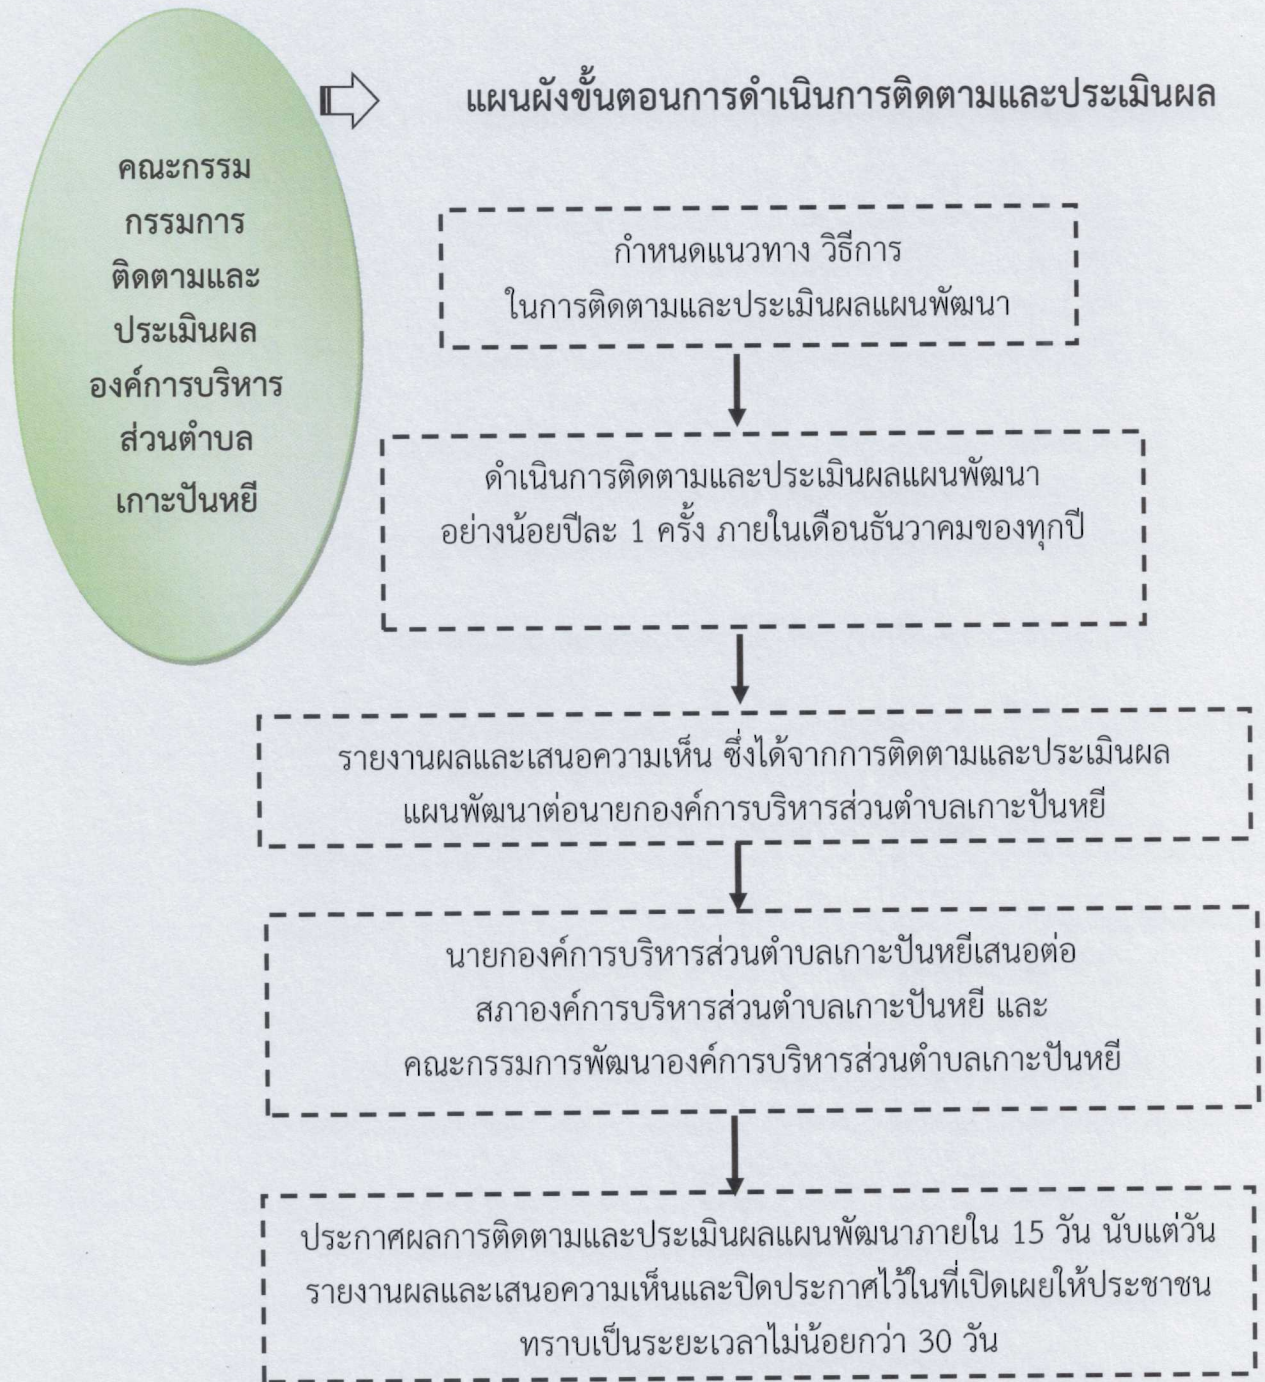 แผนผังขั้นตอนการดำเนินการติดตามและประเมินผล
คณะกรรม
กรรมการ
ติดตามและ
ประเมินผล
องค์การบริหาร
ส่วนตำบล
เกาะปันหยี
กำหนดแนวทาง วิธีการ
ในการติดตามและประเมินผลแผนพัฒนา
ดำเนินการติดตามและประเมินผลแผนพัฒนา
อย่างน้อยปีละ 1 ครั้ง ภายในเดือนธันวาคมของทุกปี
รายงานผลและเสนอความเห็น ซึ่งได้จากการติดตามและประเมินผล
แผนพัฒนาต่อนายกองค์การบริหารส่วนตำบลเกาะปันหยี
นายกองค์การบริหารส่วนตำบลเกาะปันหยีเสนอต่อ
สภาองค์การบริหารส่วนตำบลเกาะปันหยี และ
คณะกรรมการพัฒนาองค์การบริหารส่วนตำบลเกาะปันหยี
ประกาศผลการติดตามและประเมินผลแผนพัฒนาภายใน 15 วัน นับแต่วัน
รายงานผลและเสนอความเห็นและปิดประกาศไว้ในที่เปิดเผยให้ประชาชน
ทราบเป็นระยะเวลาไม่น้อยกว่า 30 วัน